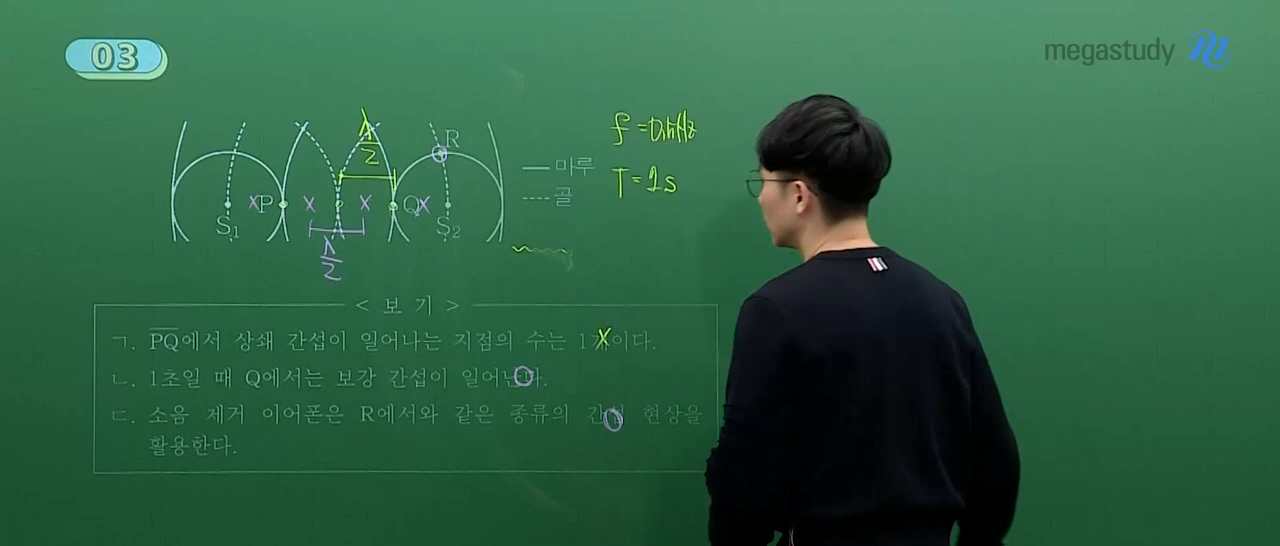 03
megastudy
λ/2
R
마루
골
P
Q
S₁
S₂
λ/2
T=1s
< 보 기 >
ㄱ. PQ에서 상쇄 간섭이 일어나는 지점의 수는 1개이다.
ㄴ. 1초일 때 Q에서는 보강 간섭이 일어난다.
ㄷ. 소음 제거 이어폰은 R에서와 같은 종류의 간섭 현상을
활용한다.